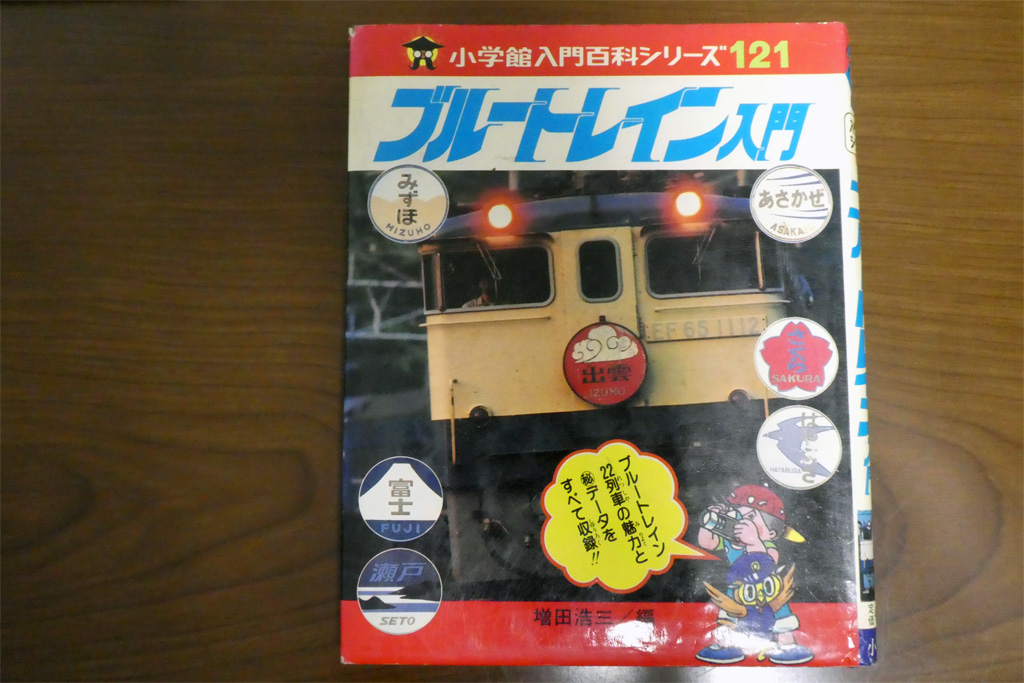 小学館入門百科シリーズ121
ブルートレイン入門
みずほ
MIZUHO
あさかぜ
ASAKA
EF65 1112
出雲
IZUMO
さくら
SAKURA
はやぶさ
HAYABUSA
富士
FUJI
瀬戸
SETO
ブルートレイン
22列車の魅力と
㊙データを
すべて収録!!
増田浩三／編